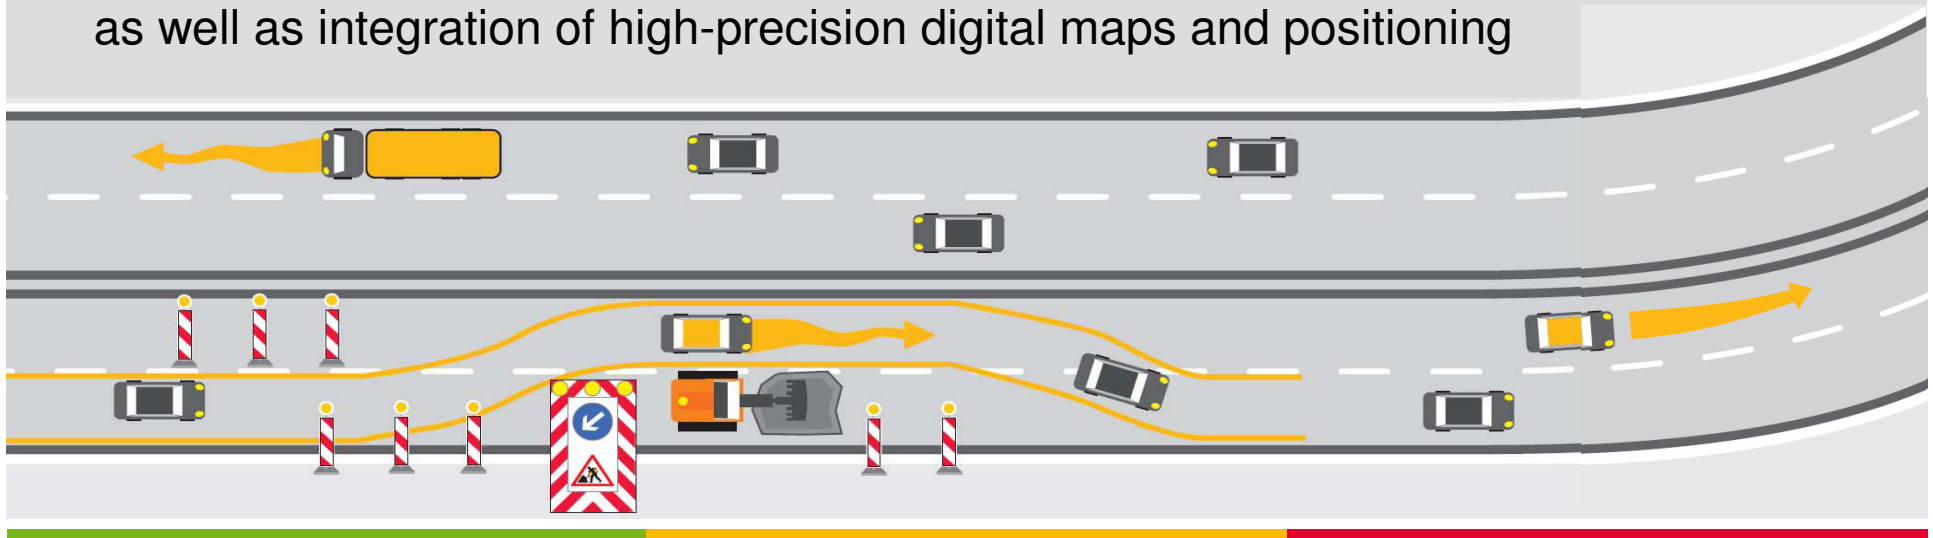 as well as integration of high-precision digital maps and positioning